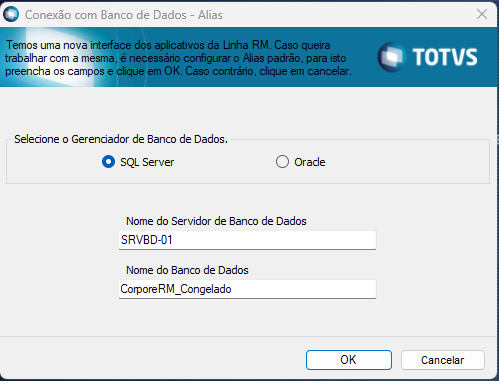 Conexão com Banco de Dados - Alias
Temos uma nova interface dos aplicativos da Linha RM. Caso queira
trabalhar com a mesma, é necessário configurar o Alias padrão, para isto
preencha os campos e clique em OK. Caso contrário, clique em cancelar.
TOTVS
Selecione o Gerenciador de Banco de Dados.
SQL Server
Oracle
Nome do Servidor de Banco de Dados
SRVBD-01
Nome do Banco de Dados
CorporeRM_Congelado
OK
Cancelar